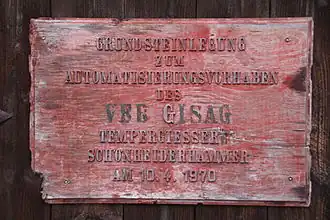 GRUNDSTEINLEGUNG
ZUM
AUTOMATISIERUNGSVORHABEN
DES
VEB GISAG
TEMPERGIESSEREI
SCHÖNHEIDERHAMMER
AM 10.4. 1970